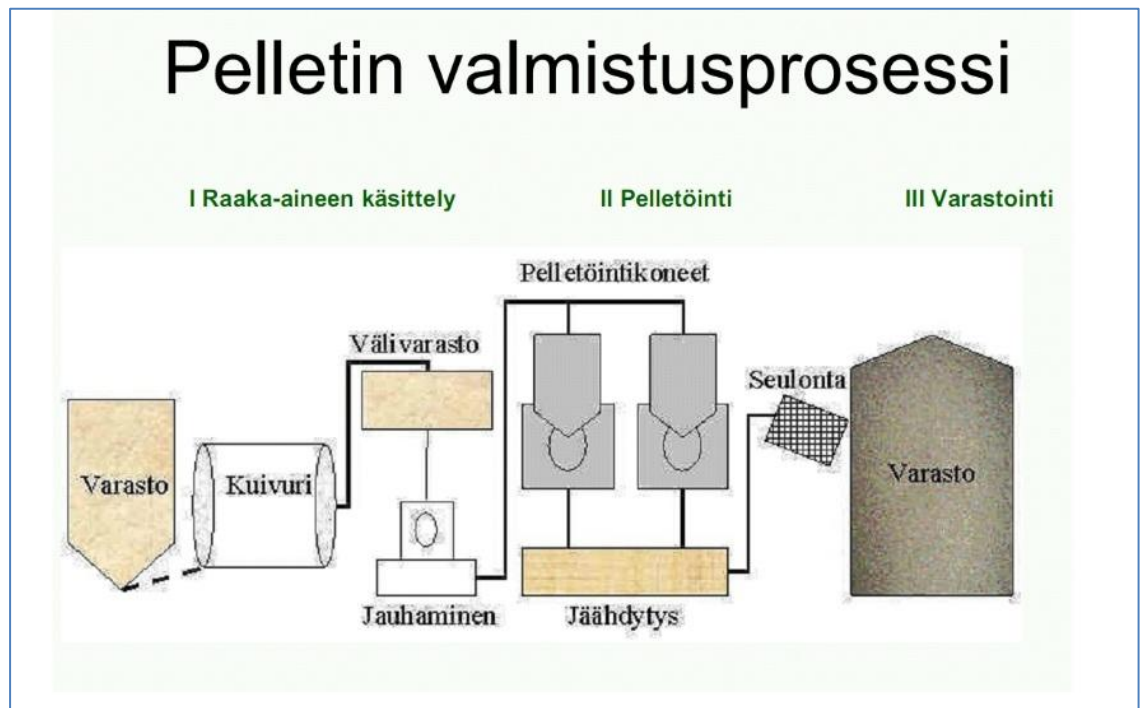 Pelletin valmistusprosessi
I Raaka-aineen käsittely
II Pelletöinti
III Varastointi
Pelletöintikoneet
Välivarasto
Seulonta
Varasto
Kuivuri
Varasto
Jauhaminen
Jäähdytys